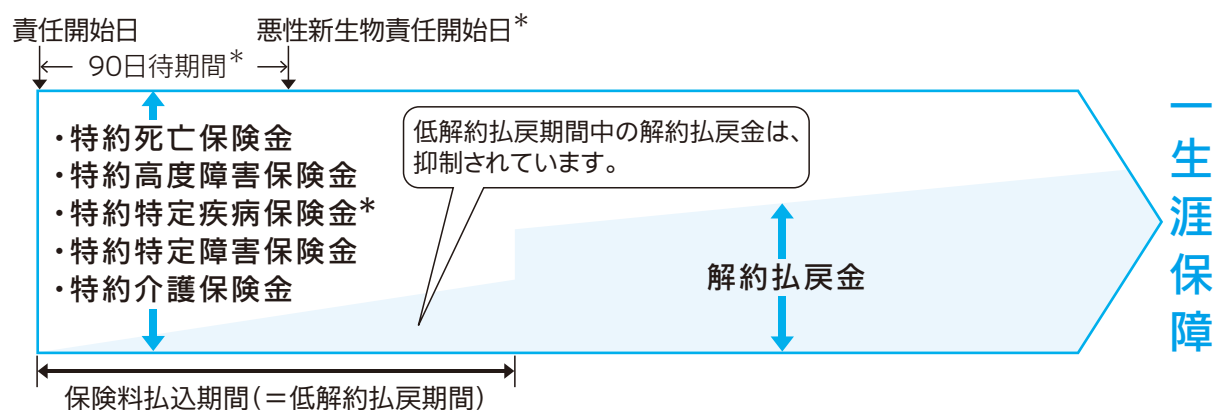 責任開始日
悪性新生物責任開始日*
90日待期間*
・特約死亡保険金
・特約高度障害保険金
・特約特定疾病保険金*
・特約特定障害保険金
・特約介護保険金
低解約払戻期間中の解約払戻金は、
抑制されています。
解約払戻金
一生涯保障
保険料払込期間(=低解約払戻期間)